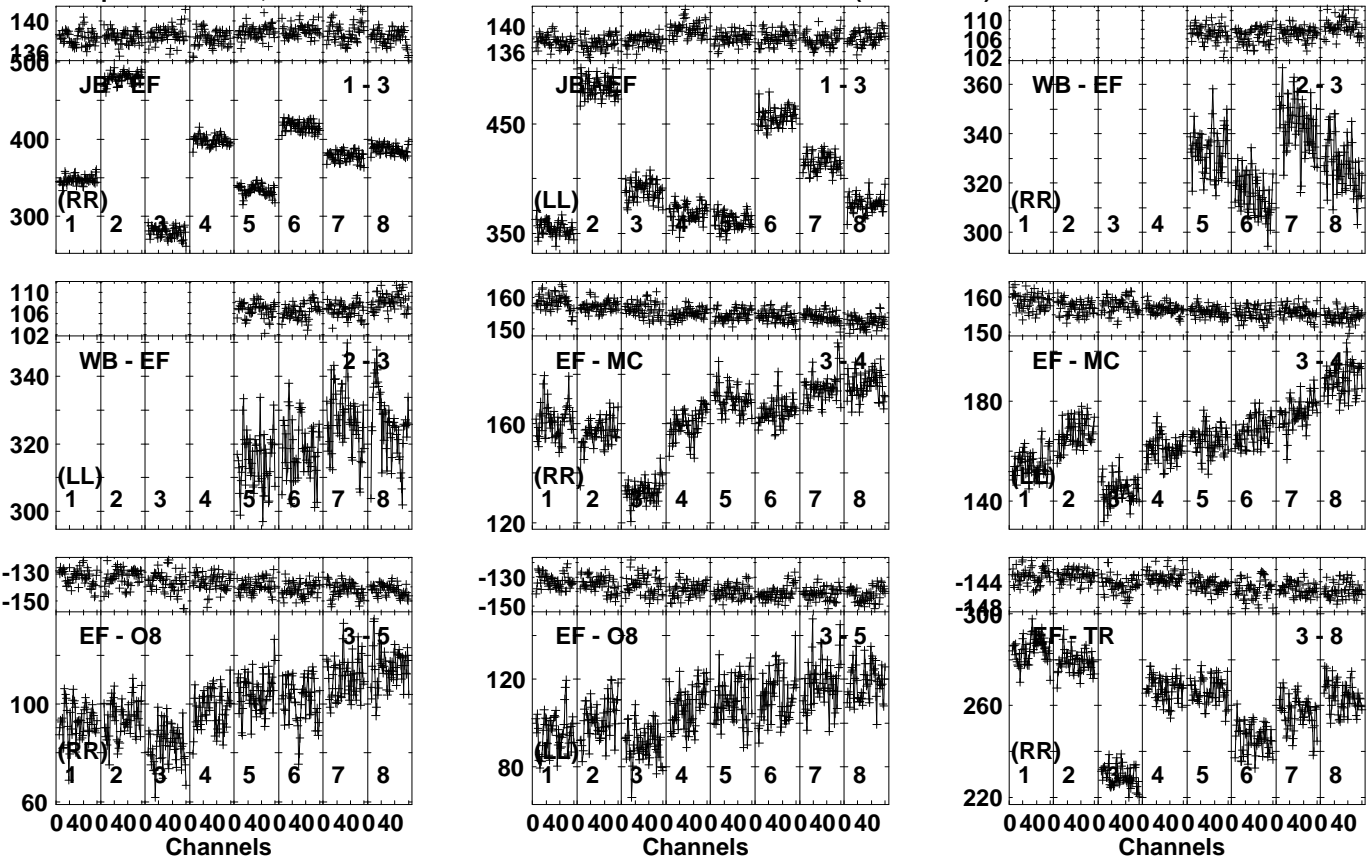 140
136
500
JB - EF 1 - 3
400
(RR)
300
1 2 3 4 5 6 7 8
140
136
JB - EF 1 - 3
450
(LL)
350
1 2 3 4 5 6 7 8
110
106
102
360
WB - EF 2 - 3
340
320
(RR)
300
1 2 3 4 5 6 7 8
110
106
102
WB - EF 2 - 3
340
320
(LL)
300
1 2 3 4 5 6 7 8
160
150
EF - MC 3 - 4
160
(RR)
120
1 2 3 4 5 6 7 8
160
150
EF - MC 3 - 4
180
(LL)
140
1 2 3 4 5 6 7 8
-130
-150
EF - O8 3 - 5
100
(RR)
60
1 2 3 4 5 6 7 8
0 40 0 40 0 40 0 40 0 40 0 40 0 40 0 40
Channels
-130
-150
EF - O8 3 - 5
120
(LL)
80
1 2 3 4 5 6 7 8
0 40 0 40 0 40 0 40 0 40 0 40 0 40 0 40
Channels
-144
-148
300
EF - TR 3 - 8
260
(RR)
220
1 2 3 4 5 6 7 8
0 40 0 40 0 40 0 40 0 40 0 40 0 40 0 40
Channels